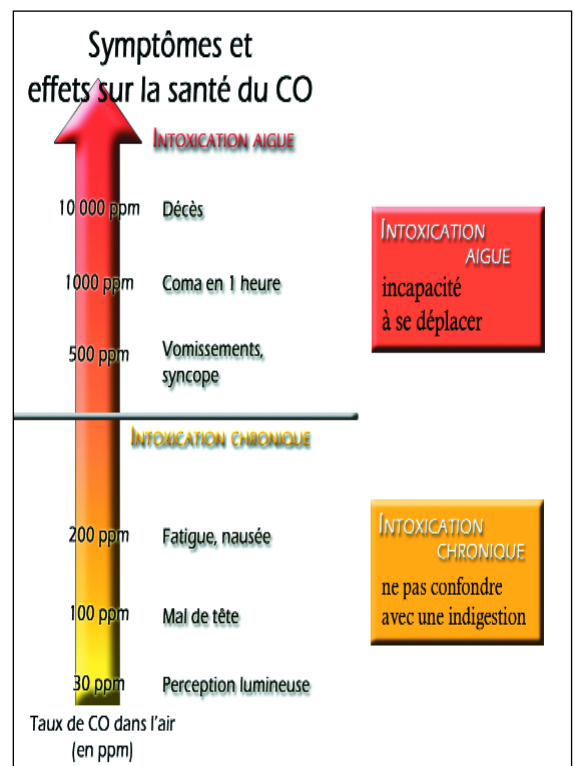 Symptômes et
effets sur la santé du CO
INTOXICATION AIGUE
10 000 ppm Décès
1000 ppm Coma en 1 heure
500 ppm Vomissements,
syncope
INTOXICATION AIGUE
incapacité
à se déplacer
INTOXICATION CHRONIQUE
200 ppm Fatigue, nausée
100 ppm Mal de tête
30 ppm Perception lumineuse
INTOXICATION
CHRONIQUE
ne pas confondre
avec une indigestion
Taux de CO dans l'air
(en ppm)